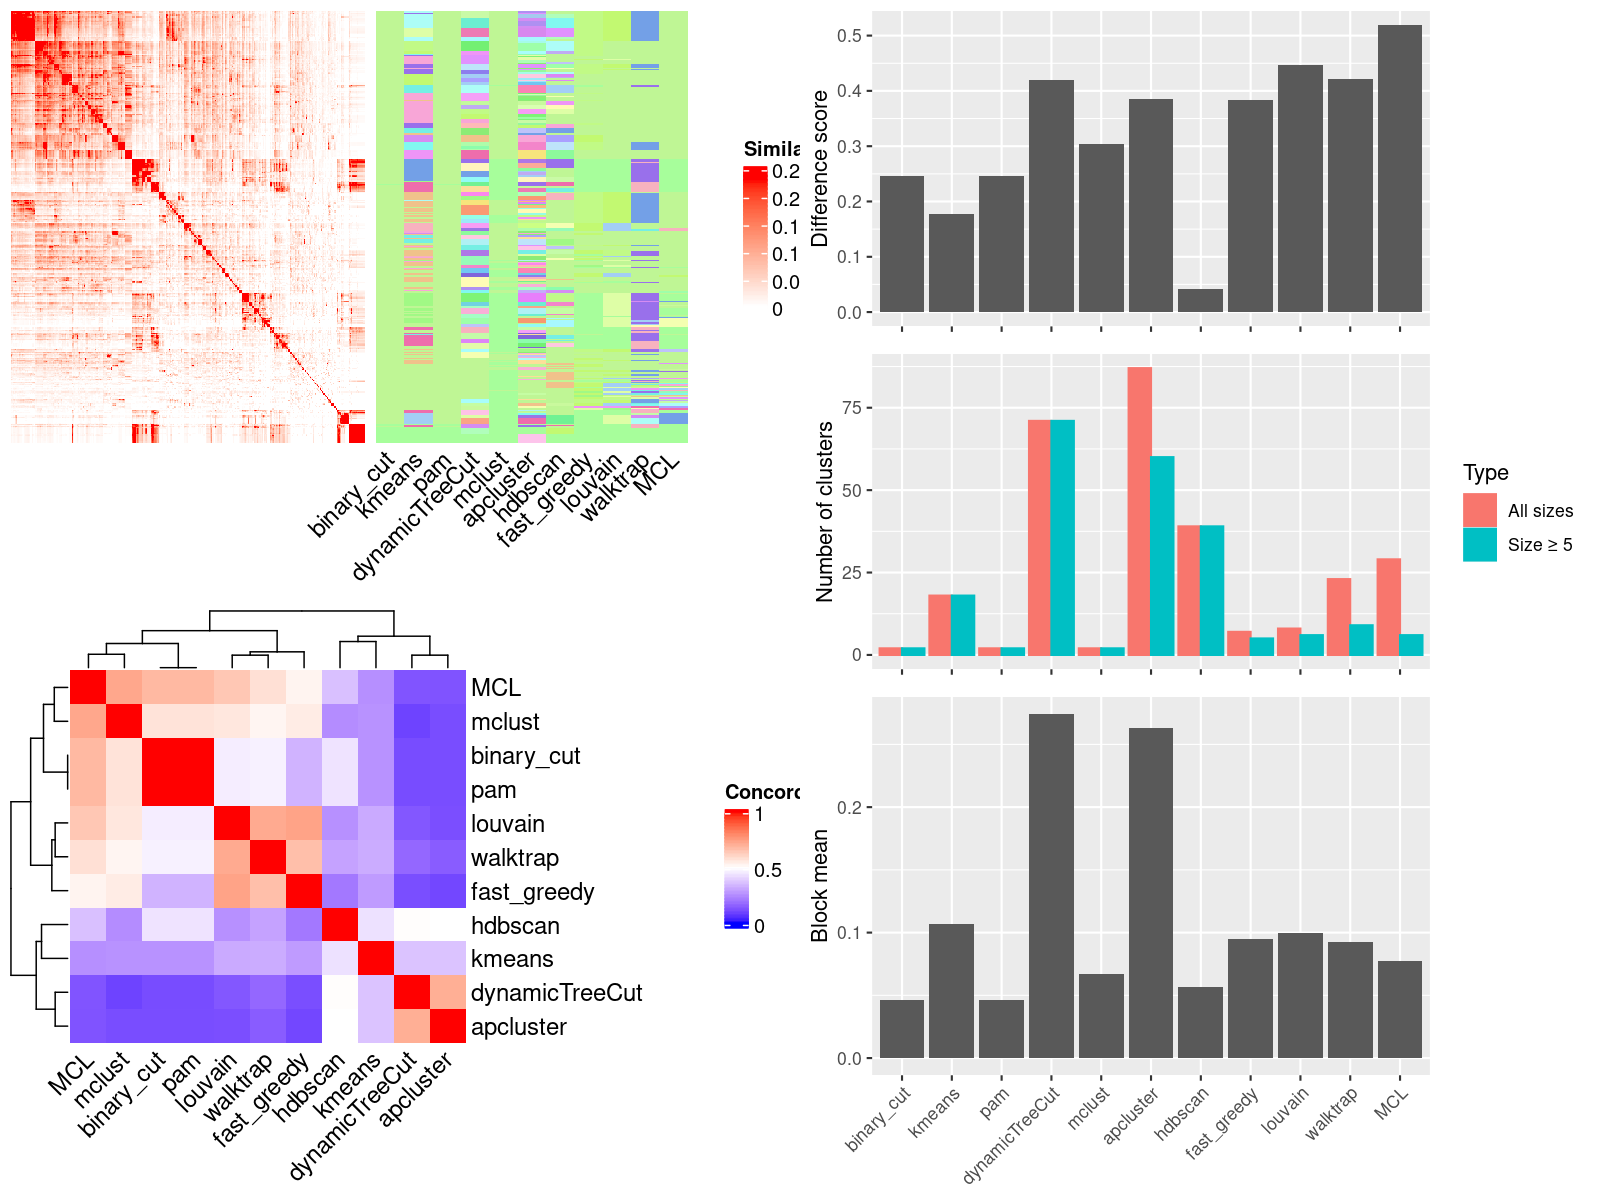 Simila
0.2
0.2
0.1
0.1
0.0
0
binary_cut
kmeans
pam
dynamicTreeCut
mclust
apcluster
hdbscan
fast_greedy
louvain
walktrap
MCL
MCL
mclust
binary_cut
pam
louvain
walktrap
fast_greedy
hdbscan
kmeans
dynamicTreeCut
apcluster
MCL
mclust
binary_cut
pam
louvain
walktrap
fast_greedy
hdbscan
kmeans
dynamicTreeCut
apcluster
Concord
1
0.5
0
Difference score
0.5
0.4
0.3
0.2
0.1
0.0
Number of clusters
75
50
25
0
Type
All sizes
Size ≥ 5
Block mean
0.2
0.1
0.0
binary_cut
kmeans
pam
dynamicTreeCut
mclust
apcluster
hdbscan
fast_greedy
louvain
walktrap
MCL